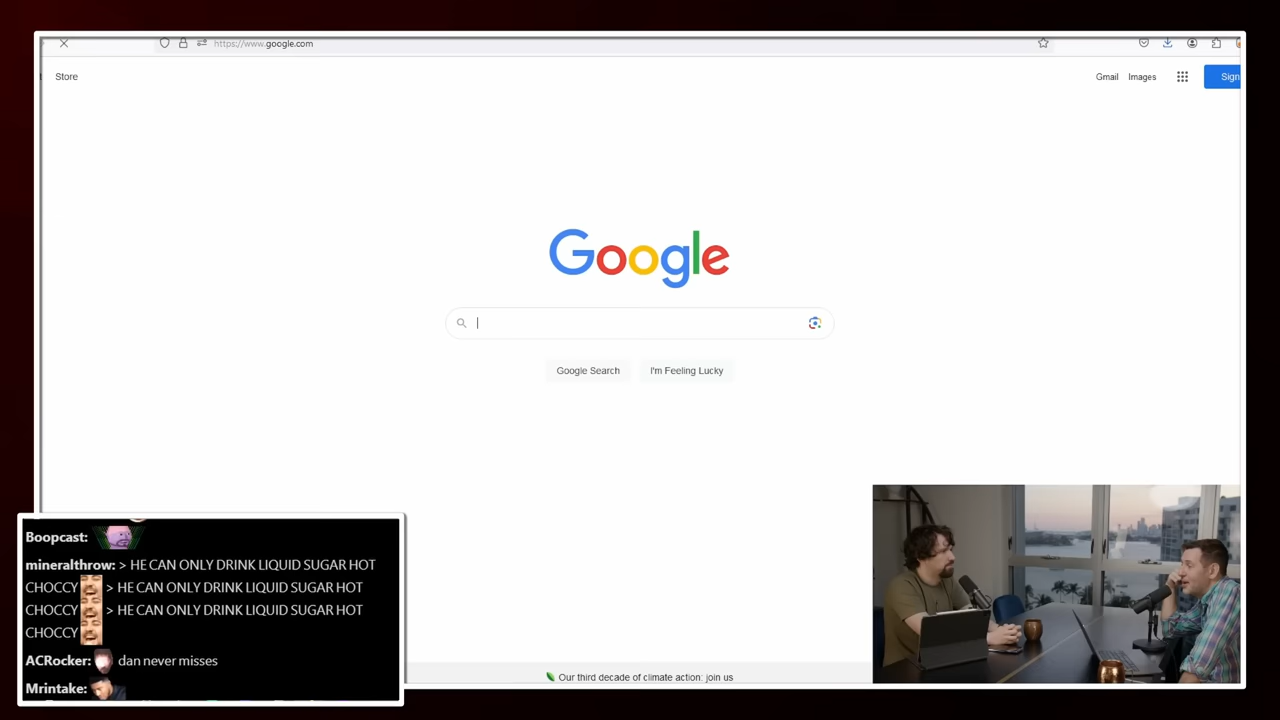 https://www.google.com
Store
Gmail Images
Sign
Google
Google Search I'm Feeling Lucky
Our third decade of climate action: join us
Boopcast:
mineralthrow: > HE CAN ONLY DRINK LIQUID SUGAR HOT
CHOCCY > HE CAN ONLY DRINK LIQUID SUGAR HOT
CHOCCY > HE CAN ONLY DRINK LIQUID SUGAR HOT
CHOCCY
ACRocker: dan never misses
Mrintake: